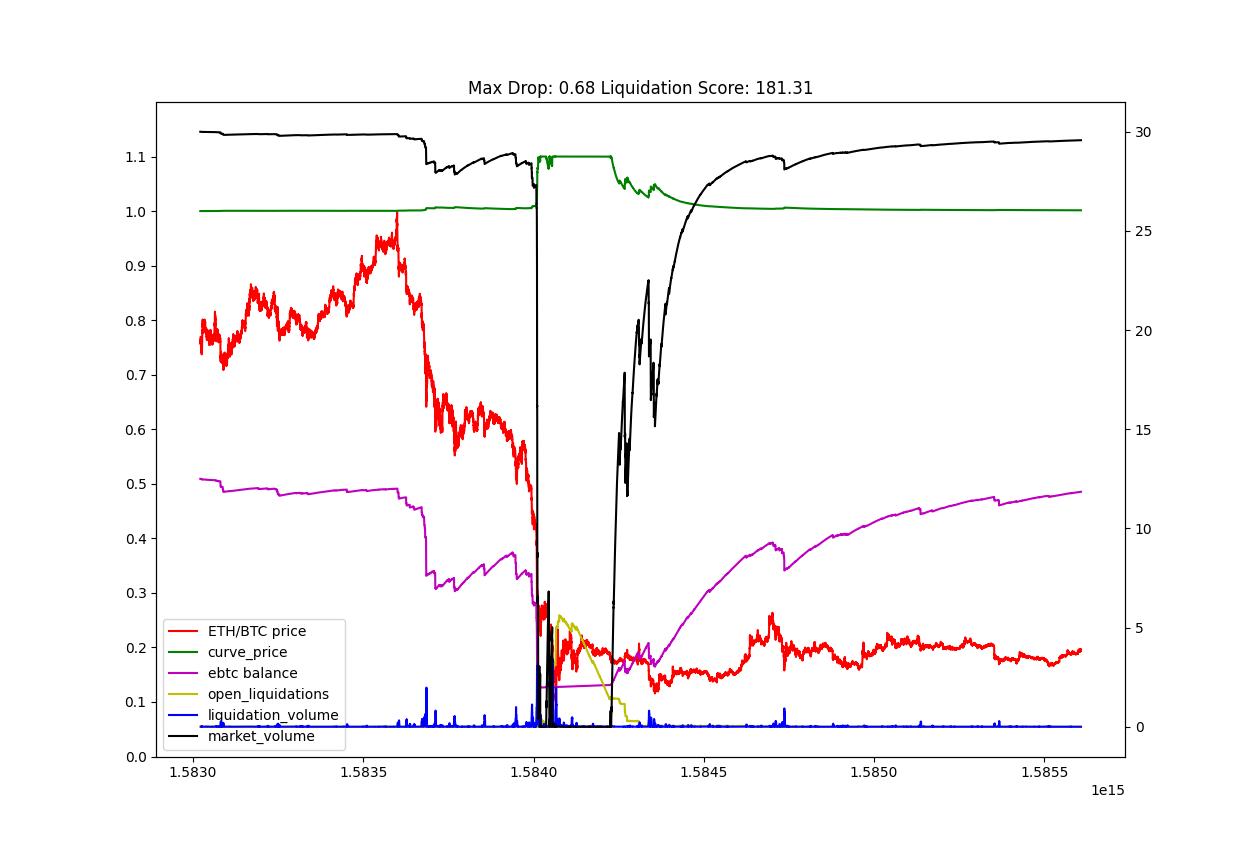 Max Drop: 0.68 Liquidation Score: 181.31
1.1
1.0
0.9
0.8
0.7
0.6
0.5
0.4
0.3
0.2
0.1
0.0
30
25
20
15
10
5
0
ETH/BTC price
curve_price
ebtc balance
open_liquidations
liquidation_volume
market_volume
1.5830 1.5835 1.5840 1.5845 1.5850 1.5855
1e15